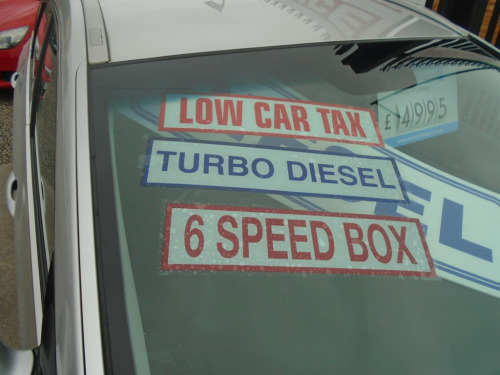 LOW CAR TAX
£4995
TURBO DIESEL
6 SPEED BOX